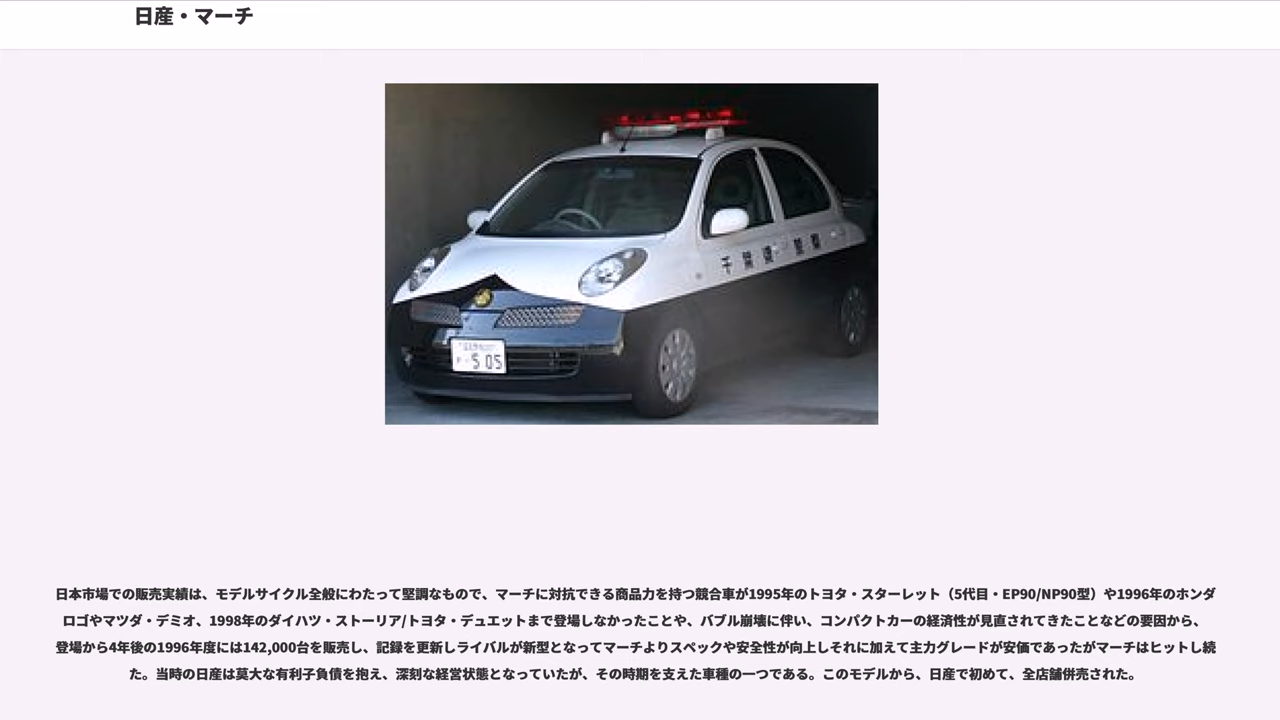 日産・マーチ
千葉県警察
505
日本市場での販売実績は、モデルサイクル全般にわたって堅調なもので、マーチに対抗できる商品力を持つ競合車が1995年のトヨタ・スターレット（5代目・EP90/NP90型）や1996年のホンダ
ロゴやマツダ・デミオ、1998年のダイハツ・ストーリア/トヨタ・デュエットまで登場しなかったことや、バブル崩壊に伴い、コンパクトカーの経済性が見直されてきたことなどの要因から、
登場から4年後の1996年度には142,000台を販売し、記録を更新しライバルが新型となってマーチよりスペックや安全性が向上しそれに加えて主力グレードが安価であったがマーチはヒットし続
た。当時の日産は莫大な有利子負債を抱え、深刻な経営状態となっていたが、その時期を支えた車種の一つである。このモデルから、日産で初めて、全店舗併売された。